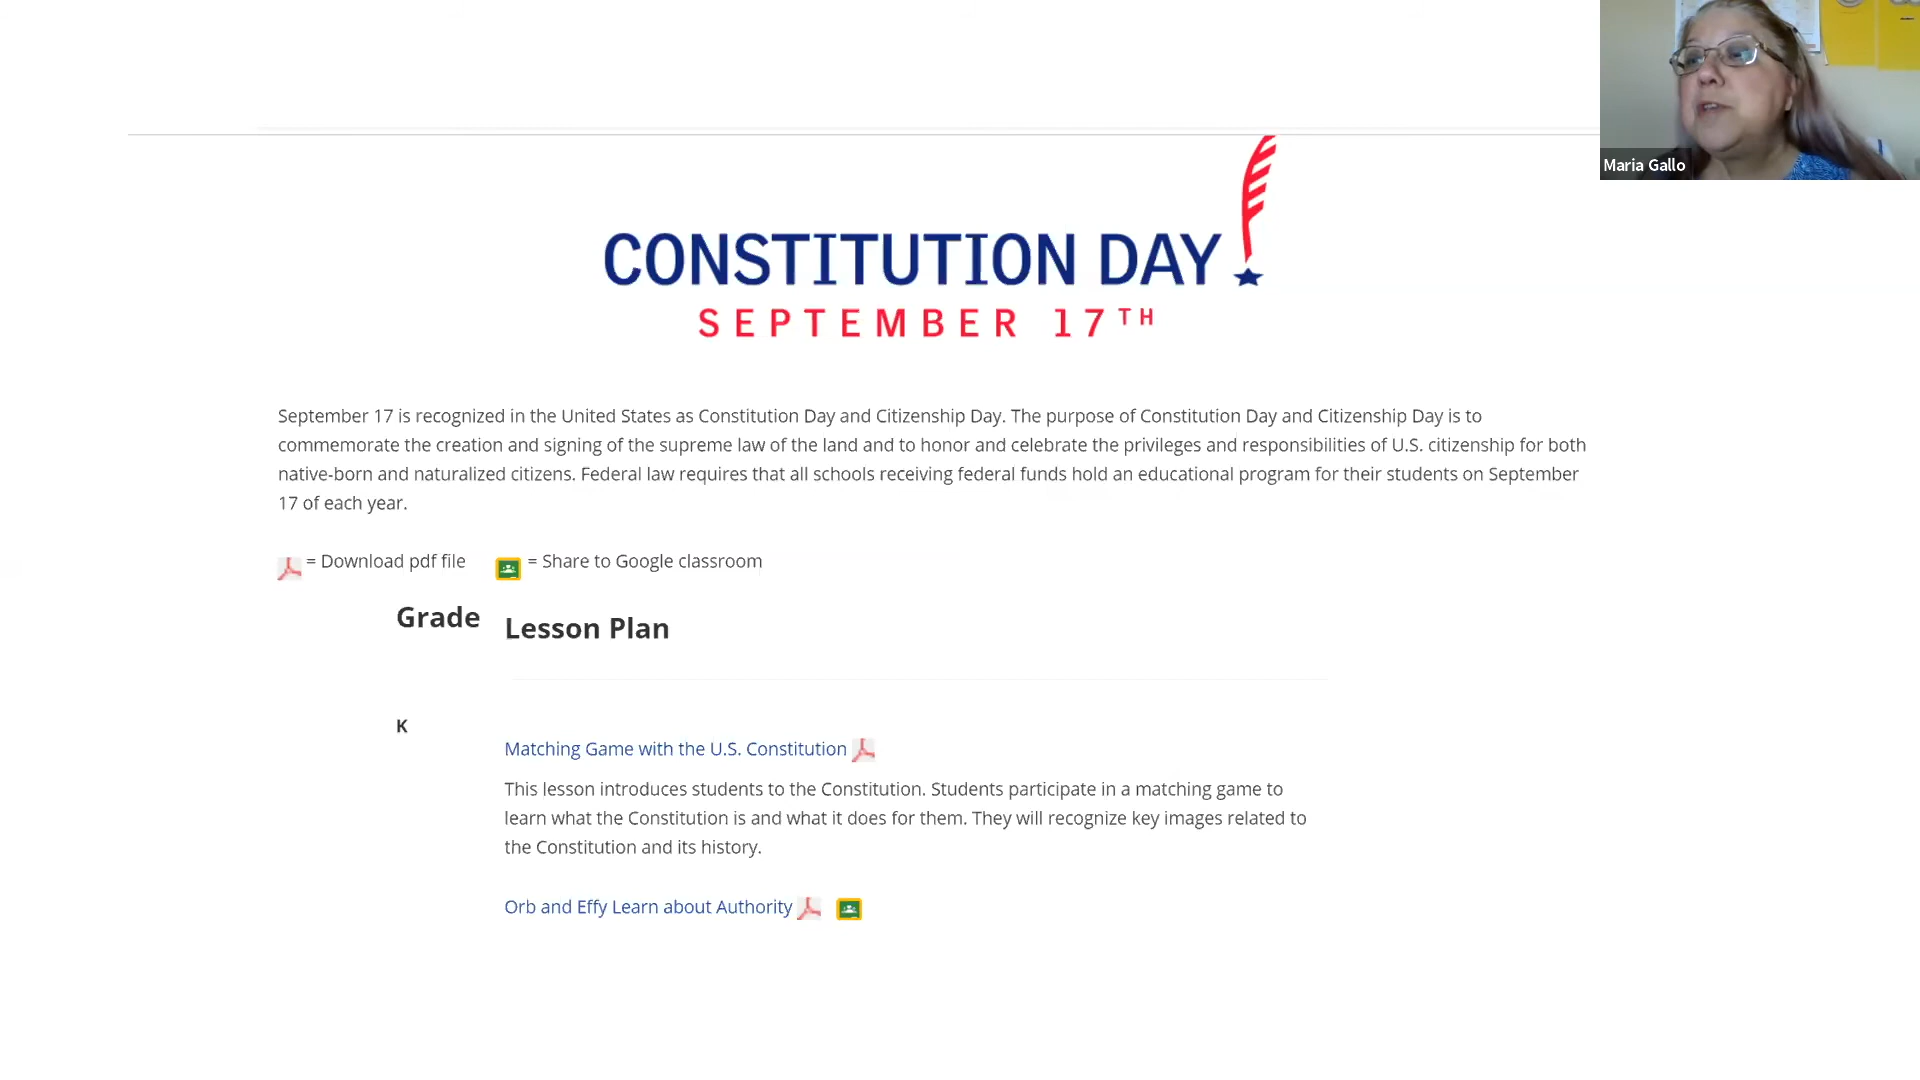 Maria Gallo
CONSTITUTION DAY
SEPTEMBER 17TH
September 17 is recognized in the United States as Constitution Day and Citizenship Day. The purpose of Constitution Day and Citizenship Day is to
commemorate the creation and signing of the supreme law of the land and to honor and celebrate the privileges and responsibilities of U.S. citizenship for both
native-born and naturalized citizens. Federal law requires that all schools receiving federal funds hold an educational program for their students on September
17 of each year.
= Download pdf file = Share to Google classroom
Grade Lesson Plan
K
Matching Game with the U.S. Constitution
This lesson introduces students to the Constitution. Students participate in a matching game to
learn what the Constitution is and what it does for them. They will recognize key images related to
the Constitution and its history.
Orb and Effy Learn about Authority